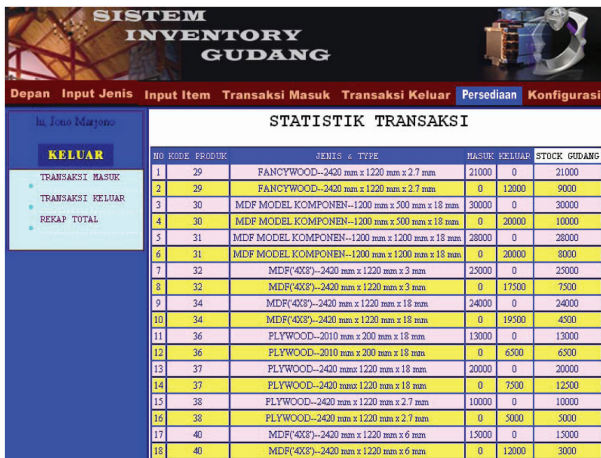 SISTEM
INVENTORY
GUDANG
Depan Input Jenis Input Item Transaksi Masuk Transaksi Keluar Persediaan Konfigurasi
hi, Jono Marjono
KELUAR
TRANSAKSI MASUK
TRANSAKSI KELUAR
REKAP TOTAL
STATISTIK TRANSAKSI
NO KODE PRODUK JENIS & TYPE MASUK KELUAR STOCK GUDANG
1 29 FANCYWOOD--2420 mm x 1220 mm x 2.7 mm 21000 0 21000
2 29 FANCYWOOD--2420 mm x 1220 mm x 2.7 mm 0 12000 9000
3 30 MDF MODEL KOMPONEN--1200 mm x 500 mm x 18 mm 30000 0 30000
4 30 MDF MODEL KOMPONEN--1200 mm x 500 mm x 18 mm 0 20000 10000
5 31 MDF MODEL KOMPONEN--1200 mm x 1200 mm x 18 mm 28000 0 28000
6 31 MDF MODEL KOMPONEN--1200 mm x 1200 mm x 18 mm 0 20000 8000
7 32 MDF('4X8')--2420 mm x 1220 mm x 3 mm 25000 0 25000
8 32 MDF('4X8')--2420 mm x 1220 mm x 3 mm 0 17500 7500
9 34 MDF('4X8')--2420 mm x 1220 mm x 18 mm 24000 0 24000
10 34 MDF('4X8')--2420 mm x 1220 mm x 18 mm 0 19500 4500
11 36 PLYWOOD--2010 mm x 200 mm x 18 mm 13000 0 13000
12 36 PLYWOOD--2010 mm x 200 mm x 18 mm 0 6500 6500
13 37 PLYWOOD--2420 mmx 1220 mm x 18 mm 20000 0 20000
14 37 PLYWOOD--2420 mmx 1220 mm x 18 mm 0 7500 12500
15 38 PLYWOOD--2420 mm x 1220 mm x 2.7 mm 10000 0 10000
16 38 PLYWOOD--2420 mm x 1220 mm x 2.7 mm 0 5000 5000
17 40 MDF('4X8')--2420 mm x 1220 mm x 6 mm 15000 0 15000
18 40 MDF('4X8')--2420 mm x 1220 mm x 6 mm 0 12000 3000